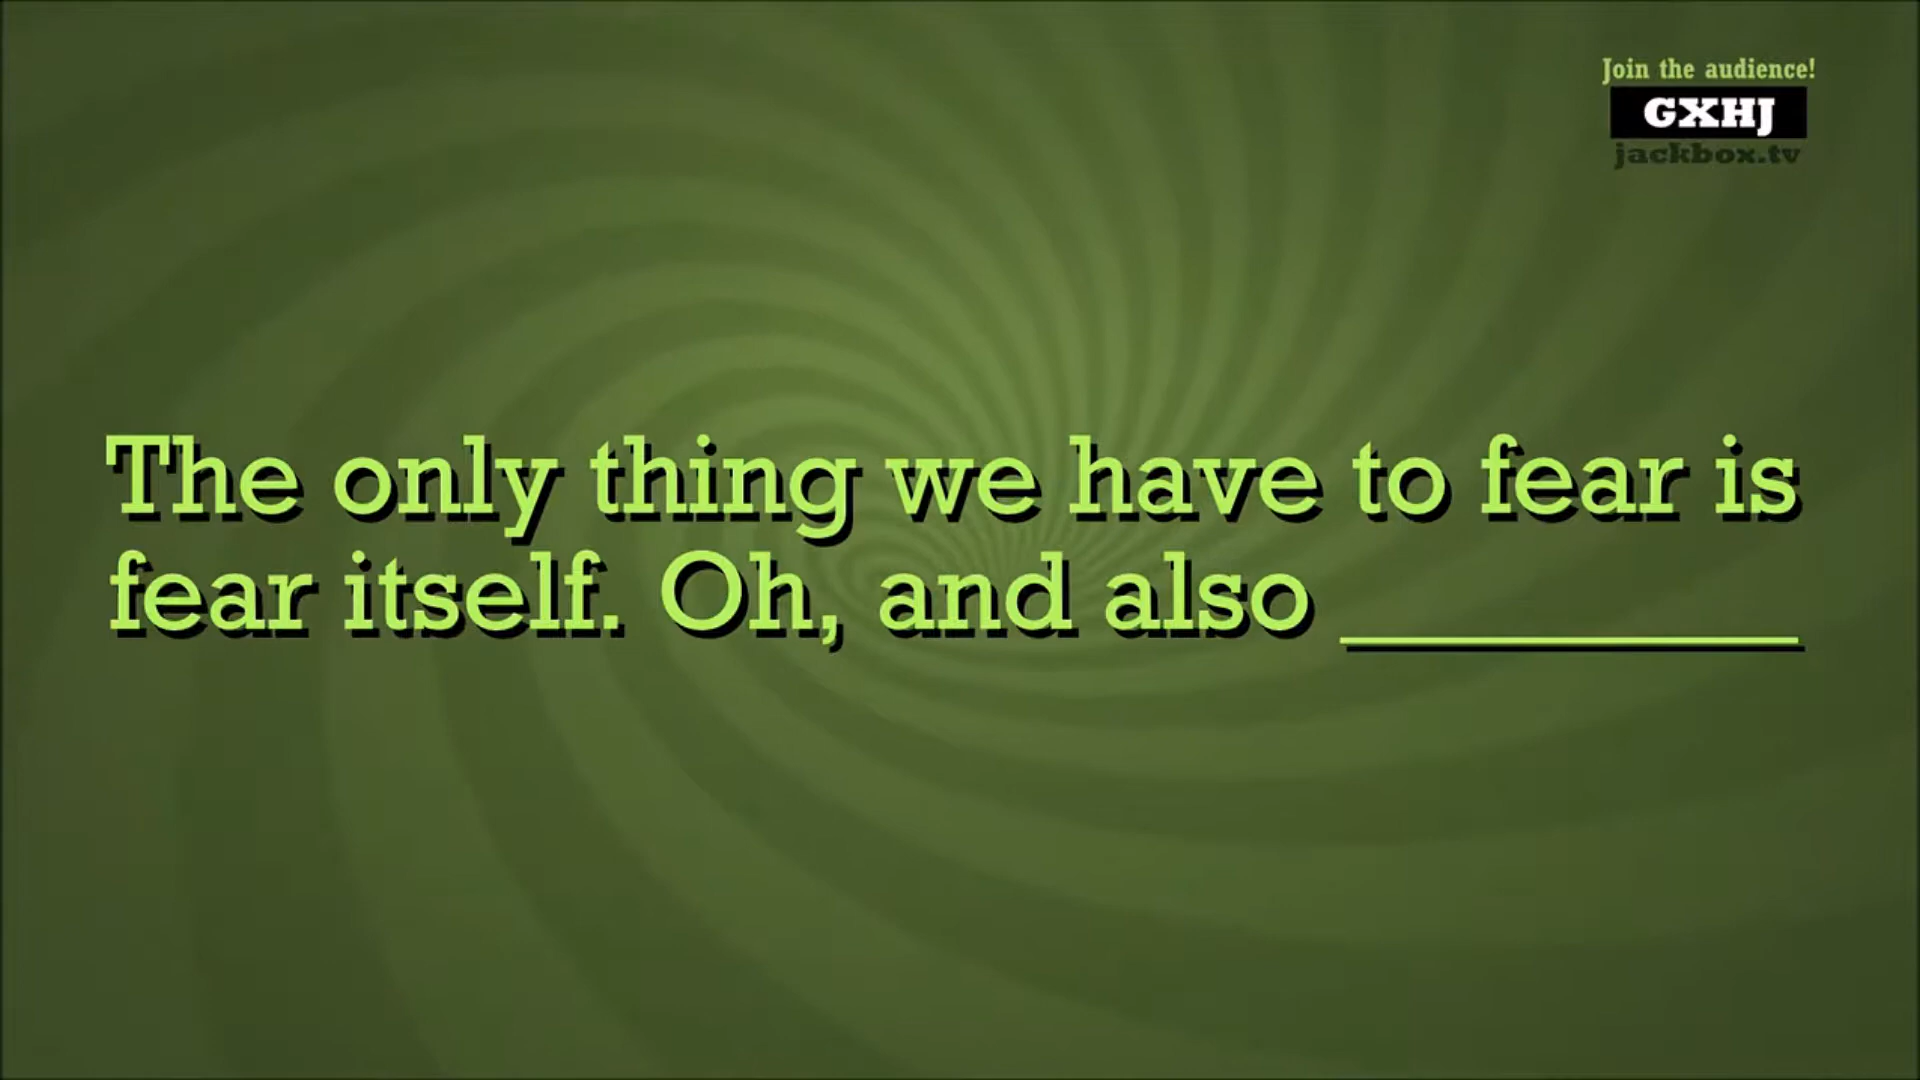 Join the audience!
GXHJ
jackbox.tv
The only thing we have to fear is
fear itself. Oh, and also ________